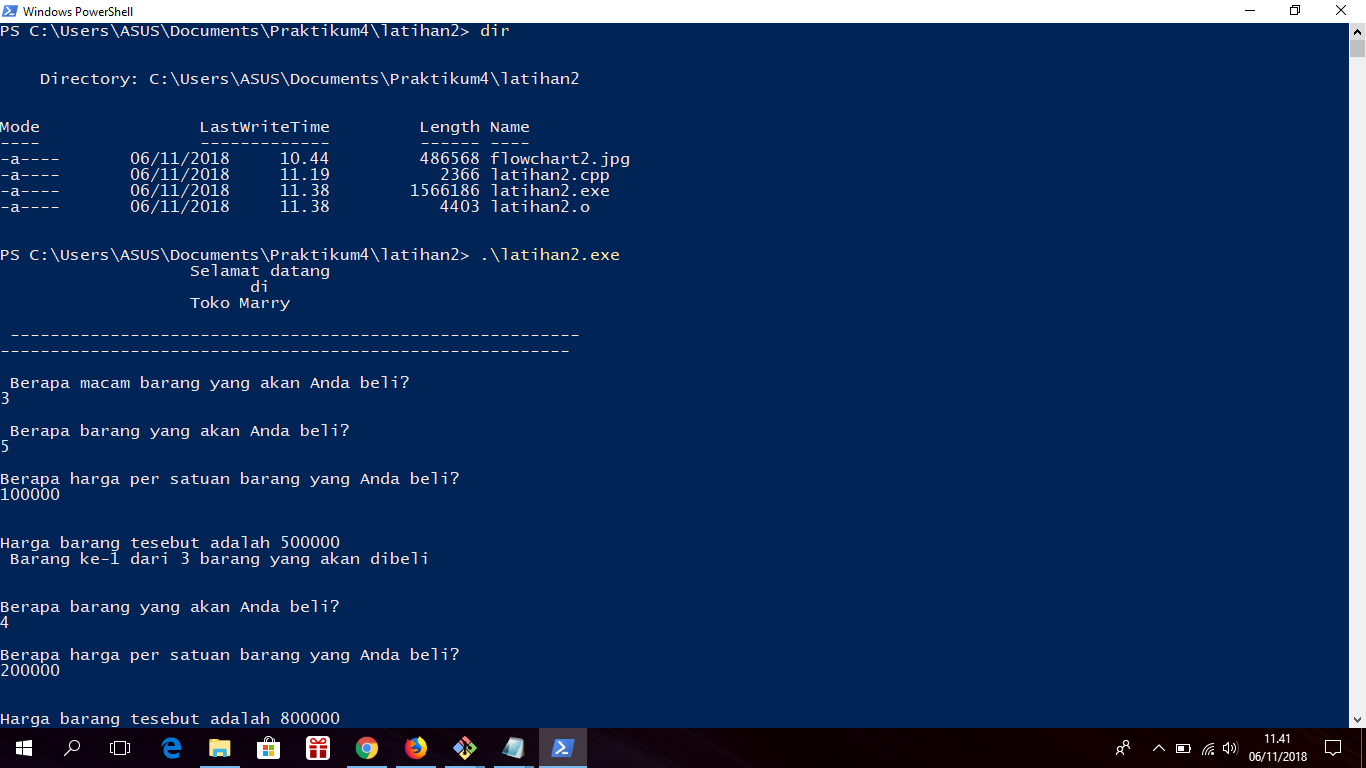 Windows PowerShell
PS C:\Users\ASUS\Documents\Praktikum4\latihan2> dir
Directory: C:\Users\ASUS\Documents\Praktikum4\latihan2
Mode LastWriteTime Length Name
---- ------------- ------ ----
-a---- 06/11/2018 10.44 486568 flowchart2.jpg
-a---- 06/11/2018 11.19 2366 latihan2.cpp
-a---- 06/11/2018 11.38 1566186 latihan2.exe
-a---- 06/11/2018 11.38 4403 latihan2.o
PS C:\Users\ASUS\Documents\Praktikum4\latihan2> .\latihan2.exe
Selamat datang
di
Toko Marry
---------------------------------------------------------
---------------------------------------------------------
Berapa macam barang yang akan Anda beli?
3
Berapa barang yang akan Anda beli?
5
Berapa harga per satuan barang yang Anda beli?
100000
Harga barang tesebut adalah 500000
Barang ke-1 dari 3 barang yang akan dibeli
Berapa barang yang akan Anda beli?
4
Berapa harga per satuan barang yang Anda beli?
200000
Harga barang tesebut adalah 800000
11.41
06/11/2018